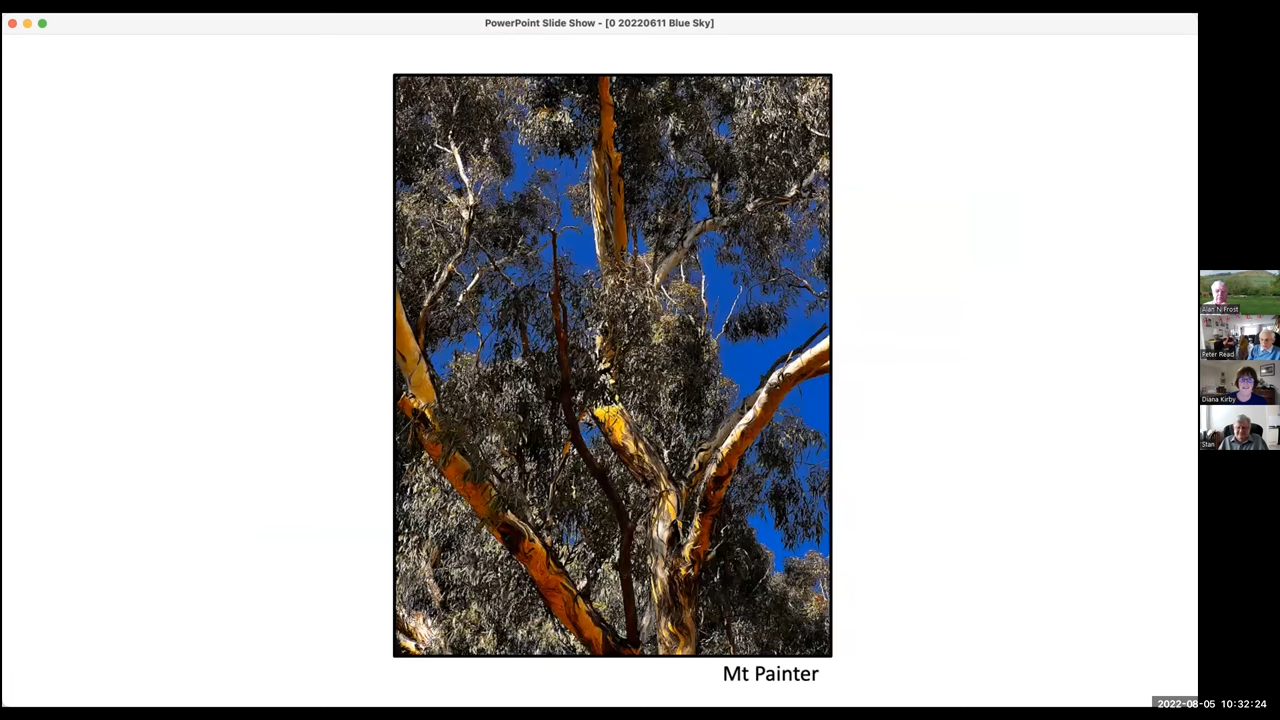 PowerPoint Slide Show - [0 20220611 Blue Sky]
Alan N Frost
Peter Read
Diana Kirby
Stan
Mt Painter
2022-08-05 10:32:24